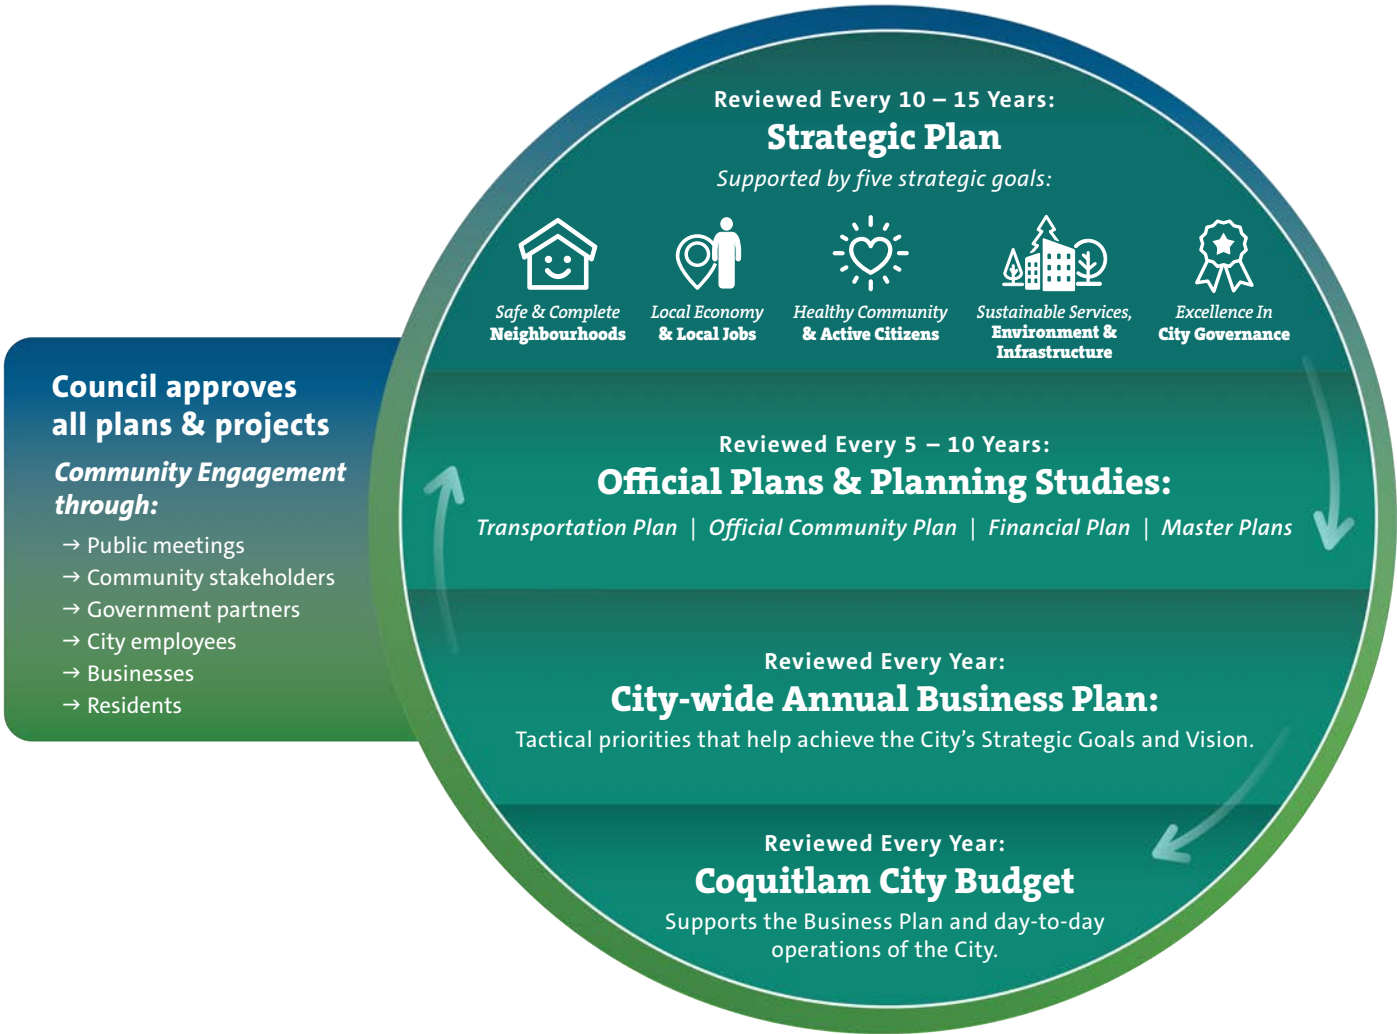 Reviewed Every 10 – 15 Years:
Strategic Plan
Supported by five strategic goals:
Safe & Complete
Neighbourhoods
Local Economy
& Local Jobs
Healthy Community
& Active Citizens
Sustainable Services,
Environment &
Infrastructure
Excellence In
City Governance
Council approves
all plans & projects
Community Engagement
through:
→ Public meetings
→ Community stakeholders
→ Government partners
→ City employees
→ Businesses
→ Residents
Reviewed Every 5 – 10 Years:
Official Plans & Planning Studies:
Transportation Plan | Official Community Plan | Financial Plan | Master Plans
Reviewed Every Year:
City-wide Annual Business Plan:
Tactical priorities that help achieve the City’s Strategic Goals and Vision.
Reviewed Every Year:
Coquitlam City Budget
Supports the Business Plan and day-to-day
operations of the City.